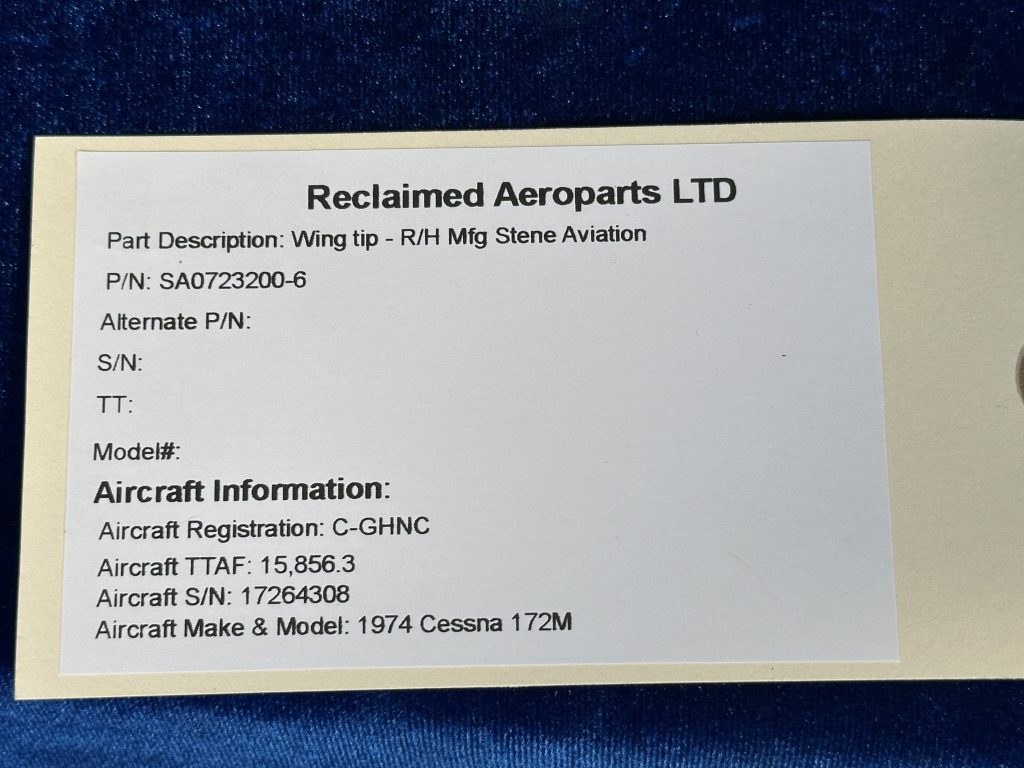 Reclaimed Aeroparts LTD
Part Description: Wing tip - R/H Mfg Stene Aviation
P/N: SA0723200-6
Alternate P/N:
S/N:
TT:
Model#:
Aircraft Information:
Aircraft Registration: C-GHNC
Aircraft TTAF: 15,856.3
Aircraft S/N: 17264308
Aircraft Make & Model: 1974 Cessna 172M